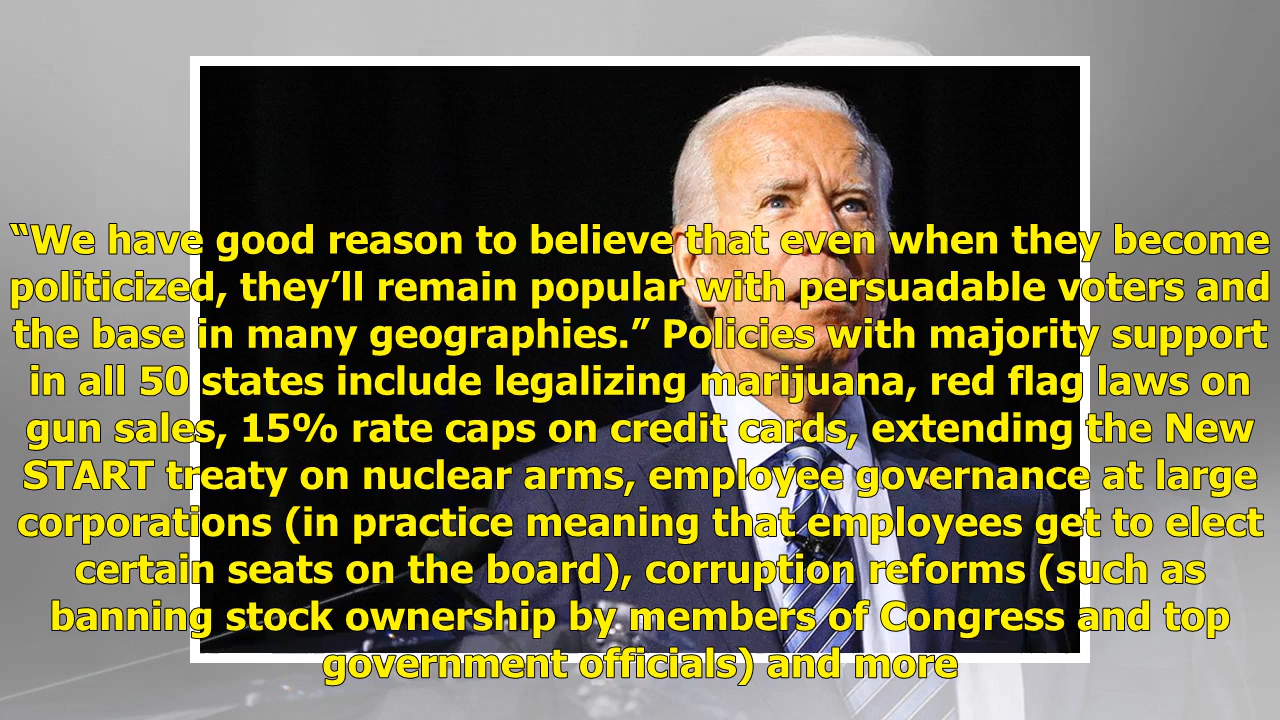 “We have good reason to believe that even when they become
politicized, they’ll remain popular with persuadable voters and
the base in many geographies.” Policies with majority support
in all 50 states include legalizing marijuana, red flag laws on
gun sales, 15% rate caps on credit cards, extending the New
START treaty on nuclear arms, employee governance at large
corporations (in practice meaning that employees get to elect
certain seats on the board), corruption reforms (such as
banning stock ownership by members of Congress and top
government officials) and more